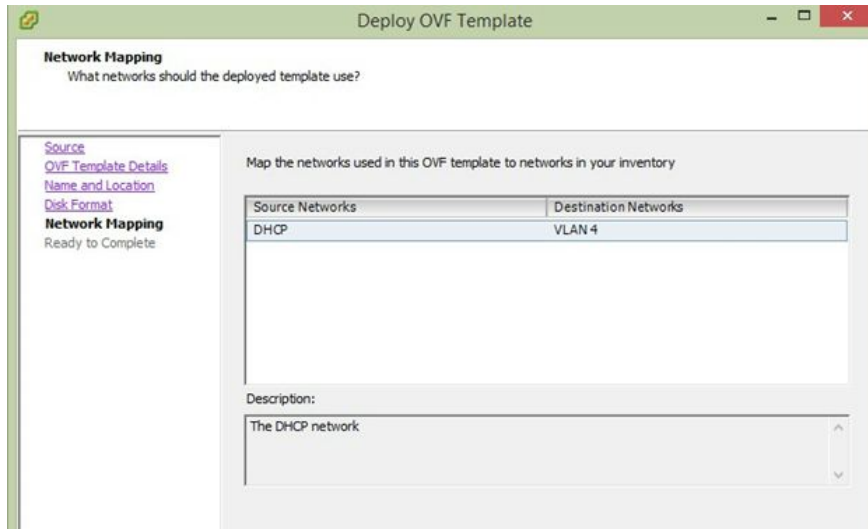 Deploy OVF Template
Network Mapping
What networks should the deployed template use?
Source
OVF Template Details
Name and Location
Disk Format
Network Mapping
Ready to Complete
Map the networks used in this OVF template to networks in your inventory
Source Networks Destination Networks
DHCP VLAN 4
Description:
The DHCP network